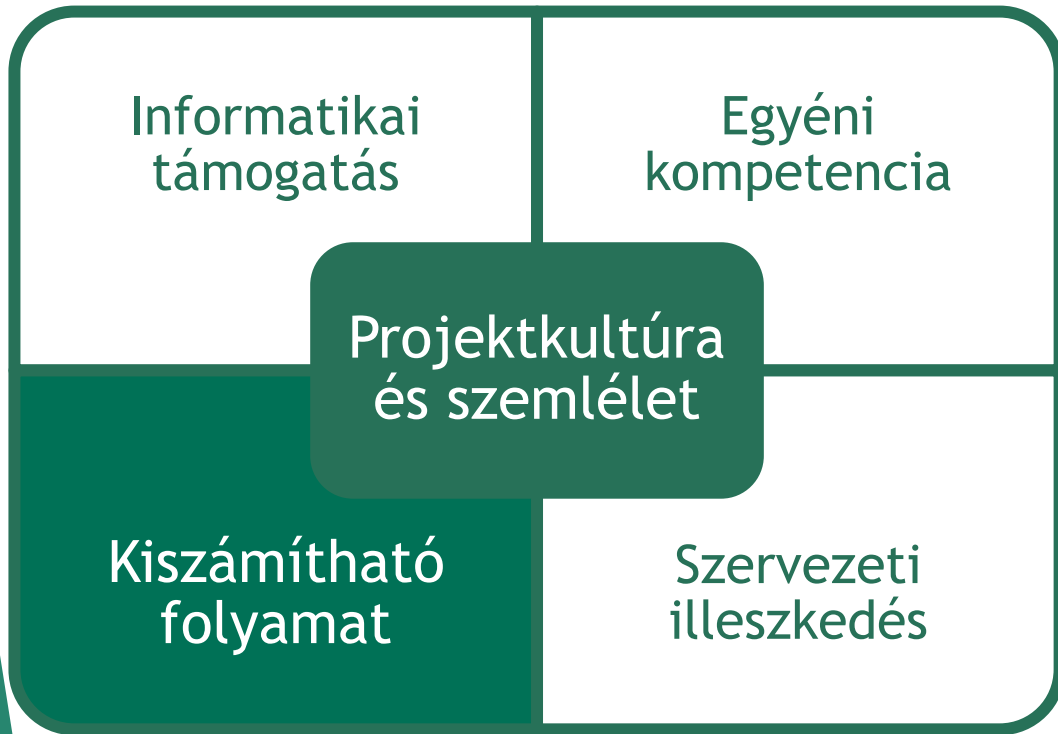 Informatikai
támogatás
Egyéni
kompetencia
Projektkultúra
és szemlélet
Kiszámítható
folyamat
Szervezeti
illeszkedés